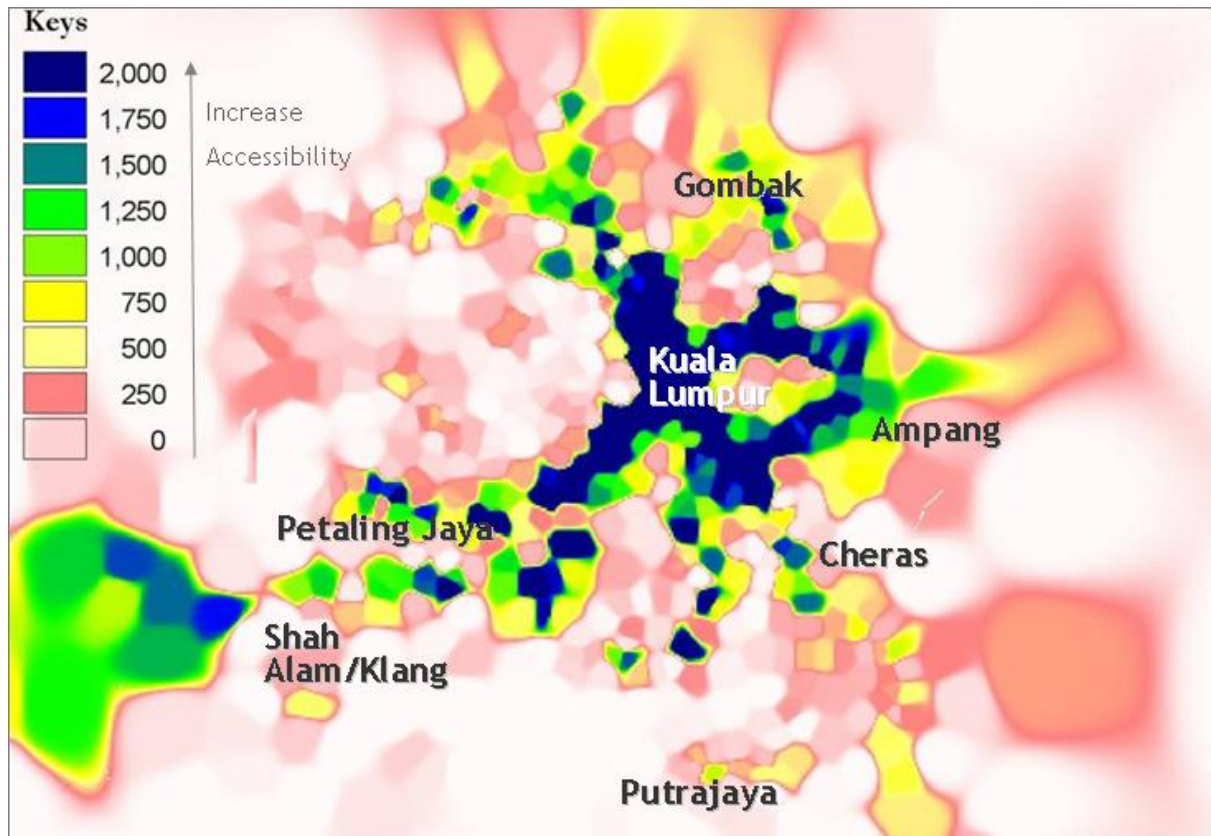 Keys
2,000
1,750
1,500
1,250
1,000
750
500
250
0
Increase
Accessibility
Gombak
Kuala
Lumpur
Ampang
Petaling Jaya
Cheras
Shah
Alam/Klang
Putrajaya